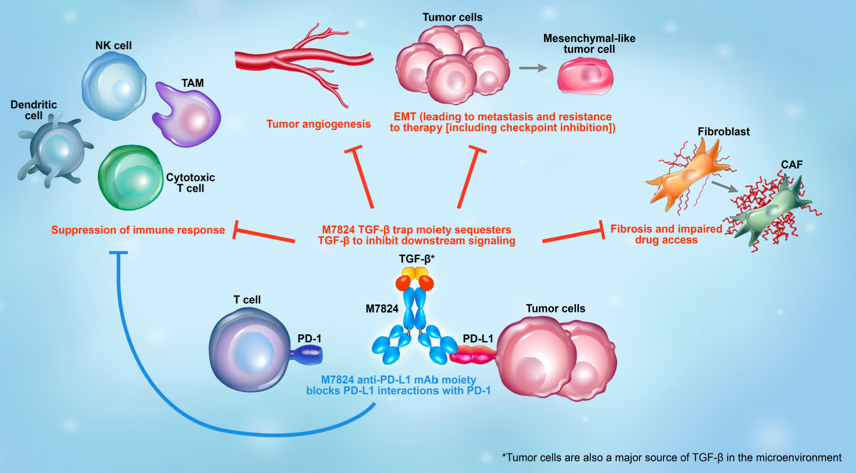 Tumor cells
NK cell
Mesenchymal-like
tumor cell
TAM
Dendritic
cell
Tumor angiogenesis
EMT (leading to metastasis and resistance
to therapy [including checkpoint inhibition])
Fibroblast
CAF
Cytotoxic
T cell
Suppression of immune response
M7824 TGF-β trap moiety sequesters
TGF-β to inhibit downstream signaling
Fibrosis and impaired
drug access
TGF-β*
T cell
M7824
Tumor cells
PD-1
PD-L1
M7824 anti-PD-L1 mAb moiety
blocks PD-L1 interactions with PD-1
*Tumor cells are also a major source of TGF-β in the microenvironment